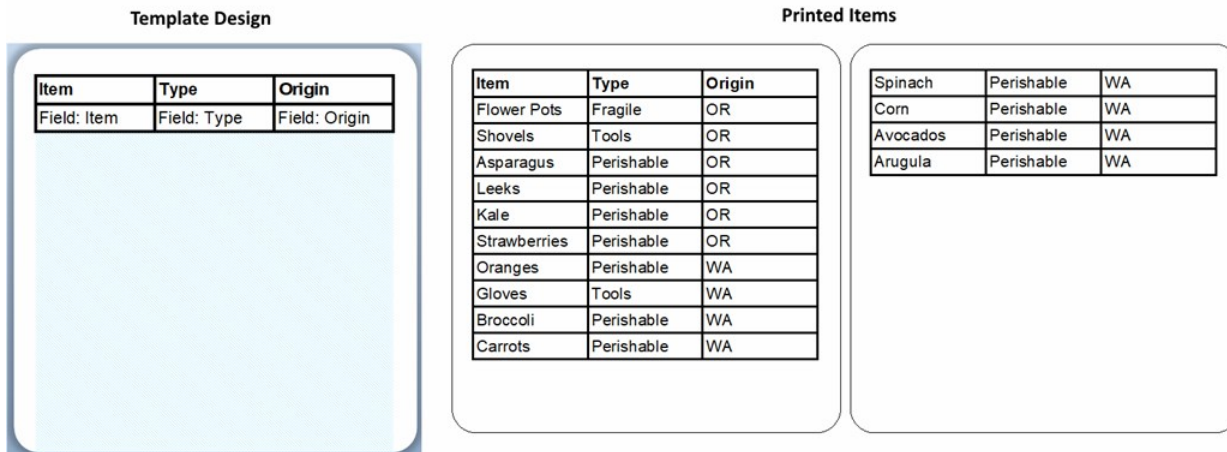 Template Design
Item Type Origin
Field: Item Field: Type Field: Origin
Printed Items
Item Type Origin
Flower Pots Fragile OR
Shovels Tools OR
Asparagus Perishable OR
Leeks Perishable OR
Kale Perishable OR
Strawberries Perishable OR
Oranges Perishable WA
Gloves Tools WA
Broccoli Perishable WA
Carrots Perishable WA
Spinach Perishable WA
Corn Perishable WA
Avocados Perishable WA
Arugula Perishable WA